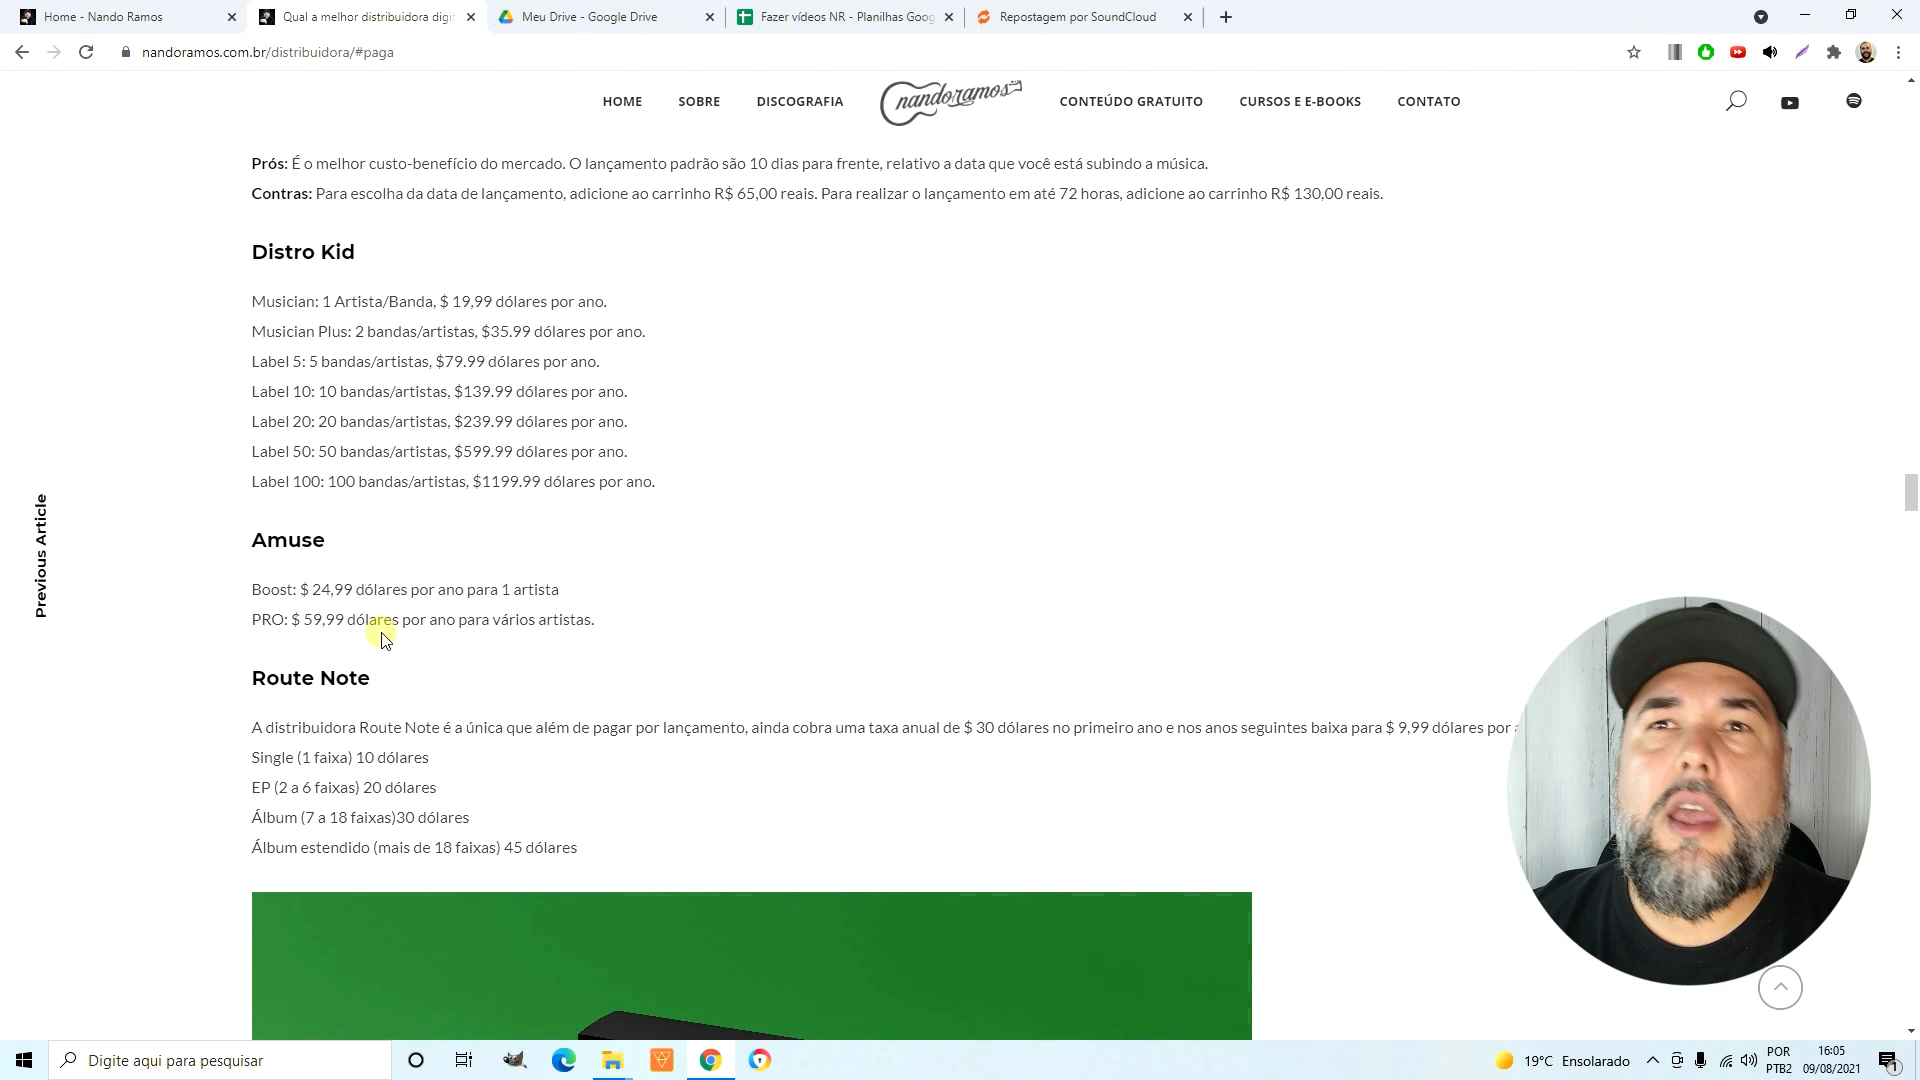 Home - Nando Ramos
Qual a melhor distribuidora digit
Meu Drive - Google Drive
Fazer vídeos NR - Planilhas Goog
Repostagem por SoundCloud
nandoramos.com.br/distribuidora/#paga
HOME
SOBRE
DISCOGRAFIA
nandoramos
CONTEÚDO GRATUITO
CURSOS E E-BOOKS
CONTATO
Prós: É o melhor custo-benefício do mercado. O lançamento padrão são 10 dias para frente, relativo a data que você está subindo a música.
Contras: Para escolha da data de lançamento, adicione ao carrinho R$ 65,00 reais. Para realizar o lançamento em até 72 horas, adicione ao carrinho R$ 130,00 reais.
Distro Kid
Musician: 1 Artista/Banda, $ 19,99 dólares por ano.
Musician Plus: 2 bandas/artistas, $35.99 dólares por ano.
Label 5: 5 bandas/artistas, $79.99 dólares por ano.
Label 10: 10 bandas/artistas, $139.99 dólares por ano.
Label 20: 20 bandas/artistas, $239.99 dólares por ano.
Label 50: 50 bandas/artistas, $599.99 dólares por ano.
Label 100: 100 bandas/artistas, $1199.99 dólares por ano.
Previous Article
Amuse
Boost: $ 24,99 dólares por ano para 1 artista
PRO: $ 59,99 dólares por ano para vários artistas.
Route Note
A distribuidora Route Note é a única que além de pagar por lançamento, ainda cobra uma taxa anual de $ 30 dólares no primeiro ano e nos anos seguintes baixa para $ 9,99 dólares por
Single (1 faixa) 10 dólares
EP (2 a 6 faixas) 20 dólares
Álbum (7 a 18 faixas)30 dólares
Álbum estendido (mais de 18 faixas) 45 dólares
Digite aqui para pesquisar
19°C Ensolarado
POR
PTB2
16:05
09/08/2021
1